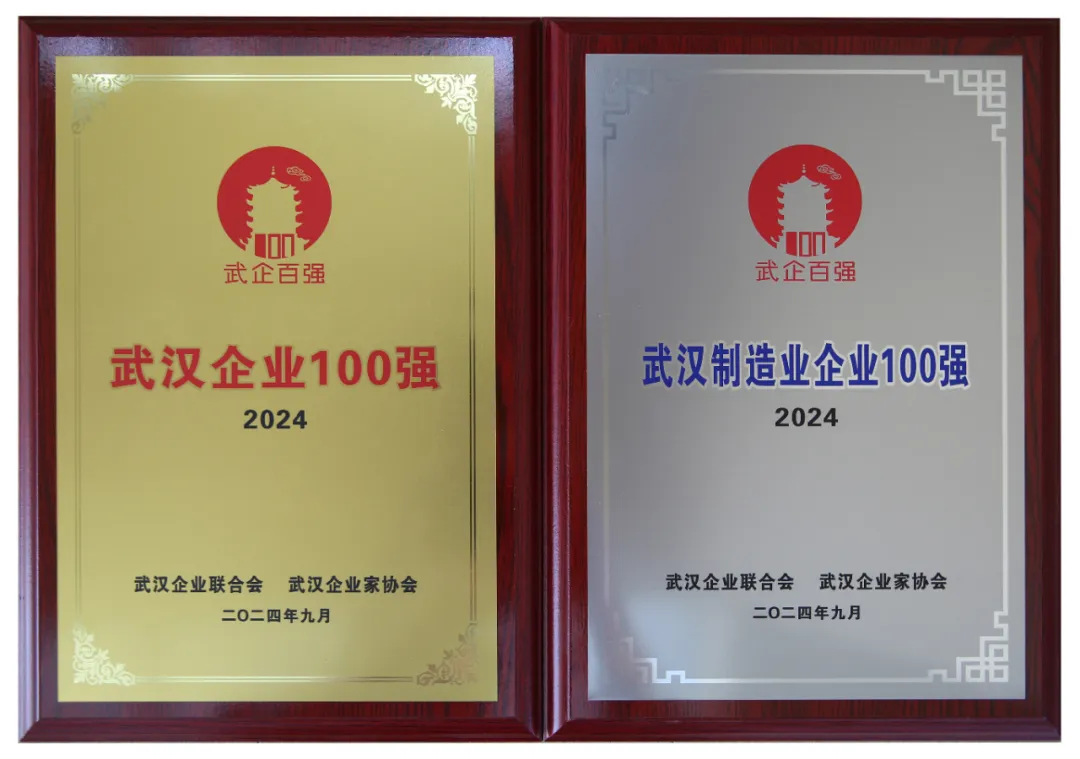 100
武企百强
武汉企业100强
2024
武汉企业联合会 武汉企业家协会
二〇二四年九月
100
武企百强
武汉制造业企业100强
2024
武汉企业联合会 武汉企业家协会
二〇二四年九月